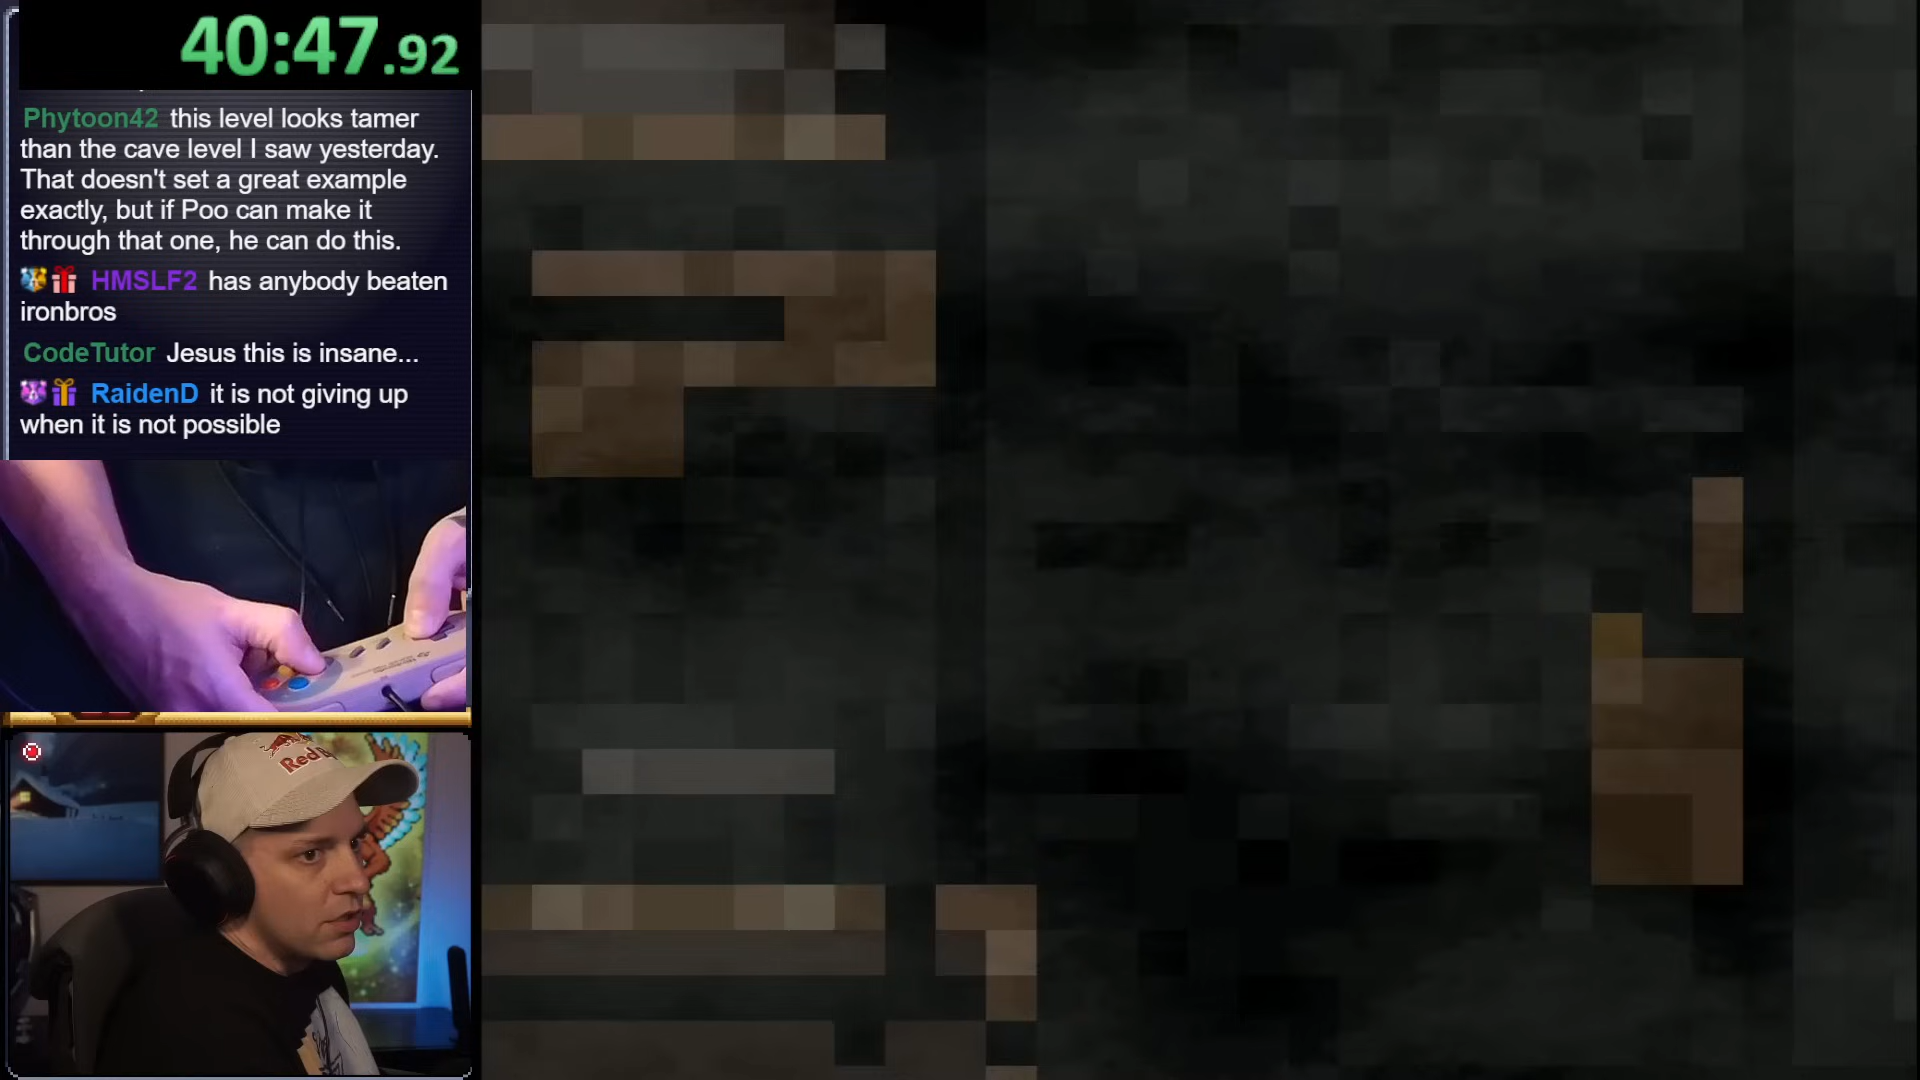 40:47.92
Phytoon42 this level looks tamer
than the cave level I saw yesterday.
That doesn't set a great example
exactly, but if Poo can make it
through that one, he can do this.
HMSLF2 has anybody beaten
ironbros
CodeTutor Jesus this is insane...
RaidenD it is not giving up
when it is not possible
Red B